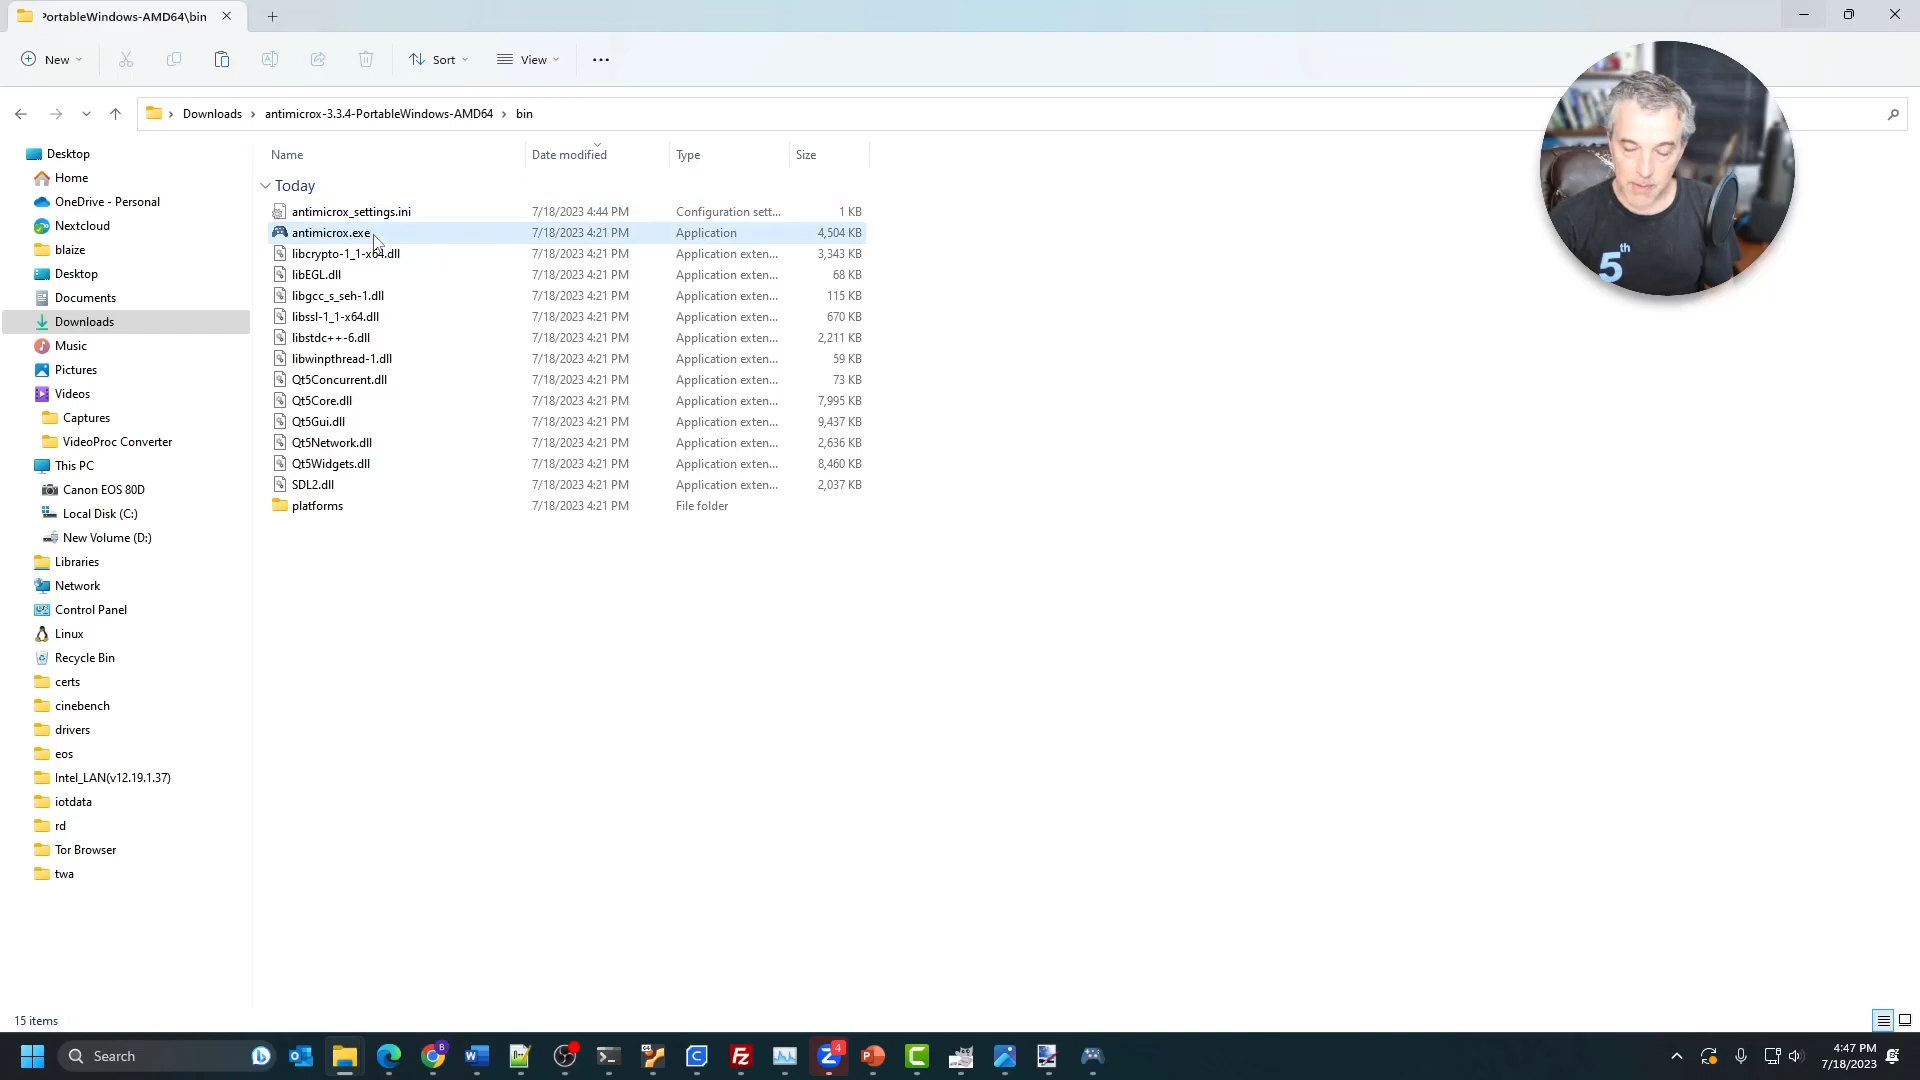 PortableWindows-AMD64\bin
New
Sort
View
Downloads
antimicrox-3.3.4-PortableWindows-AMD64
bin
Desktop
Home
OneDrive - Personal
Nextcloud
blaize
Desktop
Documents
Downloads
Music
Pictures
Videos
Captures
VideoProc Converter
This PC
Canon EOS 80D
Local Disk (C:)
New Volume (D:)
Libraries
Network
Control Panel
Linux
Recycle Bin
certs
cinebench
drivers
eos
Intel_LAN(v12.19.1.37)
iotdata
rd
Tor Browser
twa
Name Date modified Type Size
Today
antimicrox_settings.ini 7/18/2023 4:44 PM Configuration sett... 1 KB
antimicrox.exe 7/18/2023 4:21 PM Application 4,504 KB
libcrypto-1_1-x64.dll 7/18/2023 4:21 PM Application exten... 3,343 KB
libEGL.dll 7/18/2023 4:21 PM Application exten... 68 KB
libgcc_s_seh-1.dll 7/18/2023 4:21 PM Application exten... 115 KB
libssl-1_1-x64.dll 7/18/2023 4:21 PM Application exten... 670 KB
libstdc++-6.dll 7/18/2023 4:21 PM Application exten... 2,211 KB
libwinpthread-1.dll 7/18/2023 4:21 PM Application exten... 59 KB
Qt5Concurrent.dll 7/18/2023 4:21 PM Application exten... 73 KB
Qt5Core.dll 7/18/2023 4:21 PM Application exten... 7,995 KB
Qt5Gui.dll 7/18/2023 4:21 PM Application exten... 9,437 KB
Qt5Network.dll 7/18/2023 4:21 PM Application exten... 2,636 KB
Qt5Widgets.dll 7/18/2023 4:21 PM Application exten... 8,460 KB
SDL2.dll 7/18/2023 4:21 PM Application exten... 2,037 KB
platforms 7/18/2023 4:21 PM File folder
5th
15 items
Search
4
4:47 PM
7/18/2023